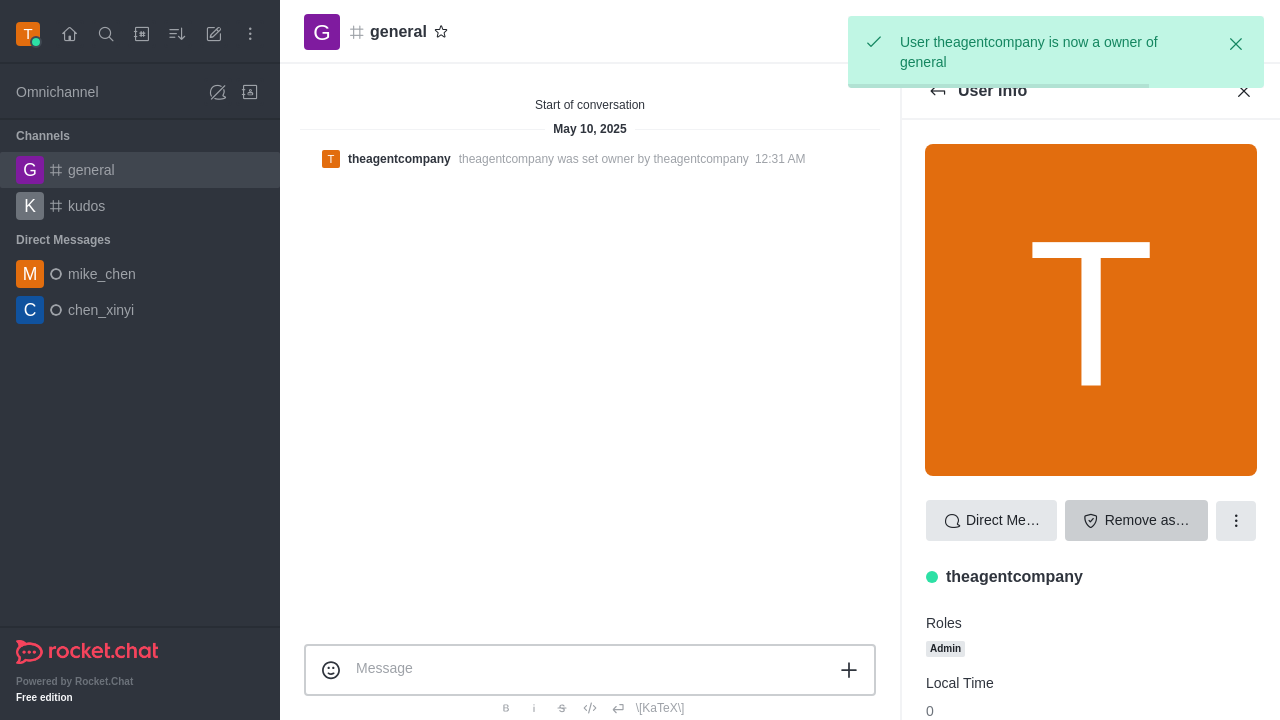 T
Omnichannel
Channels
G general
K kudos
Direct Messages
M mike_chen
C chen_xinyi
rocket.chat
Powered by Rocket.Chat
Free edition
G general
Start of conversation
May 10, 2025
T theagentcompany theagentcompany was set owner by theagentcompany 12:31 AM
Message
B i S \[KaTeX\]
User theagentcompany is now a owner of
general
User Info
T
Direct Me… Remove as…
theagentcompany
Roles
Admin
Local Time
0